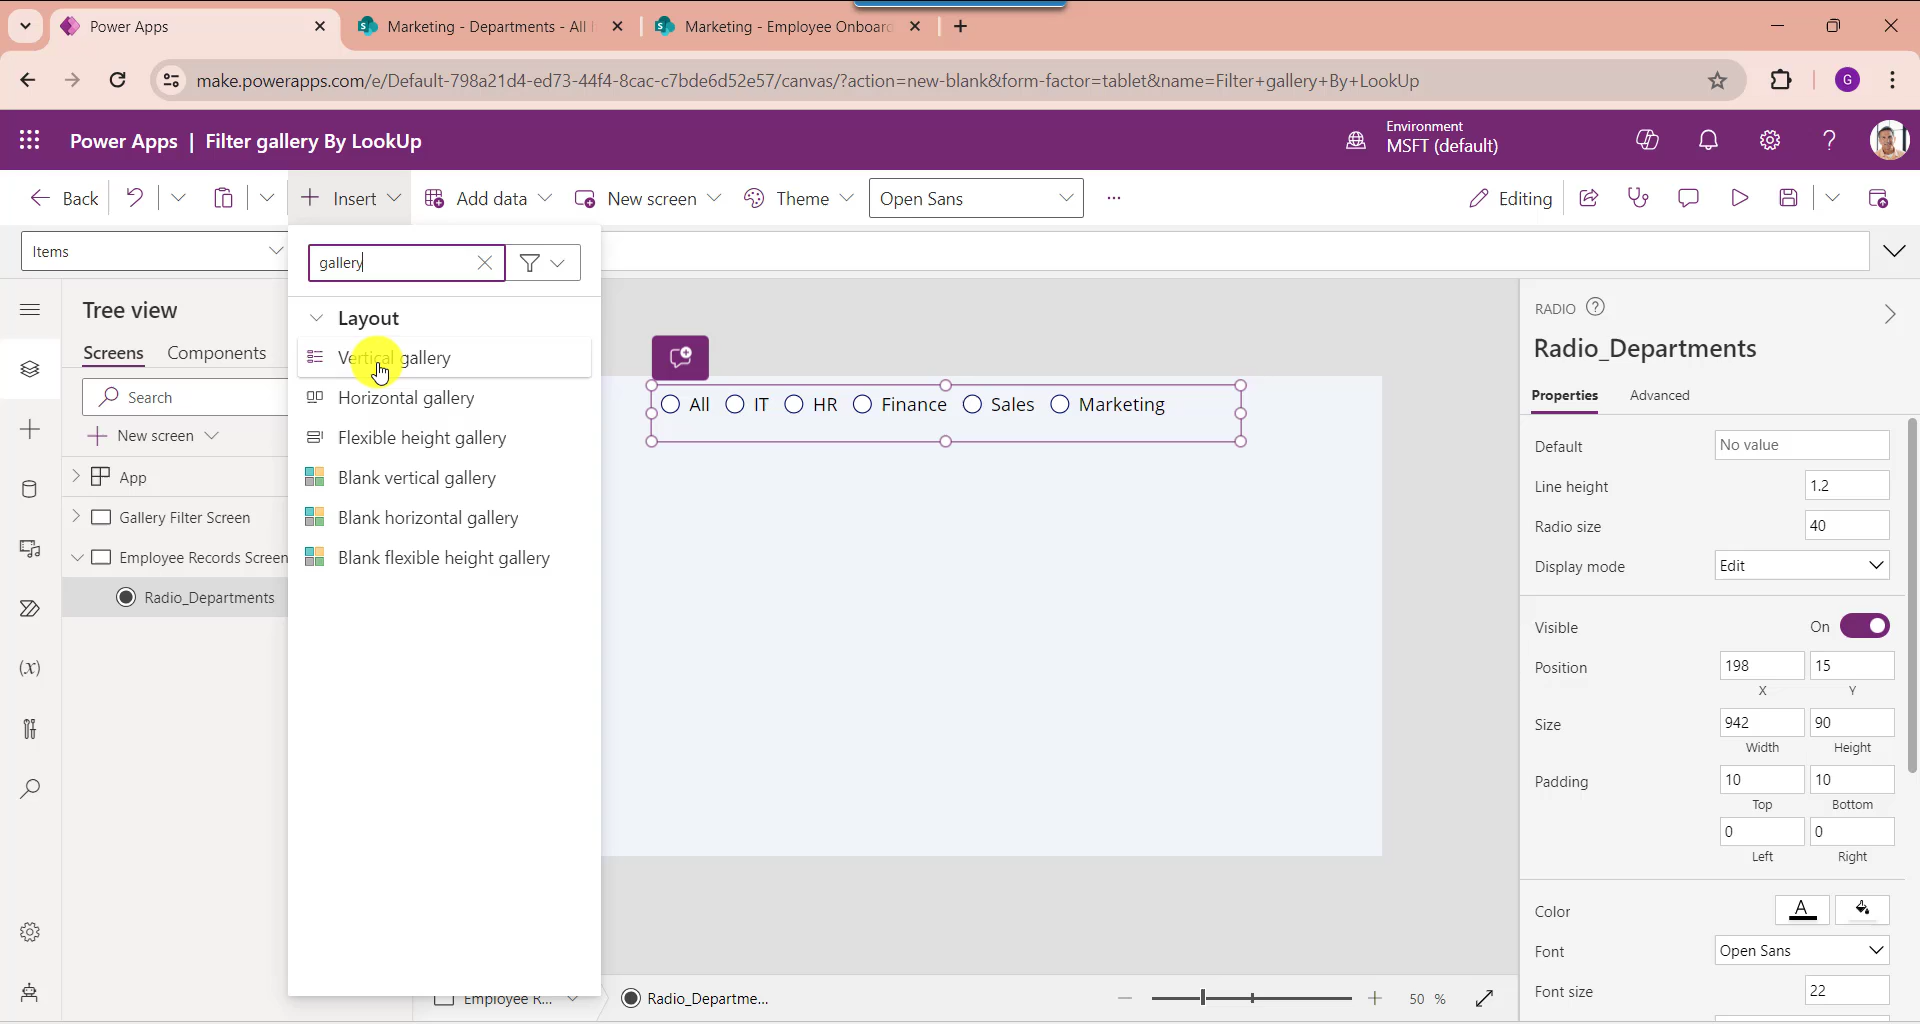 Power Apps
Marketing - Departments - All
Marketing - Employee Onboard
make.powerapps.com/e/Default-798a21d4-ed73-44f4-8cac-c7bde6d52e57/canvas/?action=new-blank&form-factor=tablet&name=Filter+gallery+By+LookUp
G
Power Apps | Filter gallery By LookUp
Environment
MSFT (default)
?
Back
Insert
Add data
New screen
Theme
Open Sans
...
Editing
Items
gallery
Layout
Vertical gallery
Horizontal gallery
Flexible height gallery
Blank vertical gallery
Blank horizontal gallery
Blank flexible height gallery
Tree view
Screens
Components
Search
New screen
App
Gallery Filter Screen
Employee Records Screen
Radio_Departments
(x)
All
IT
HR
Finance
Sales
Marketing
Employee R...
Radio_Departme...
50 %
RADIO ?
Radio_Departments
Properties
Advanced
Default
No value
Line height
1.2
Radio size
40
Display mode
Edit
Visible
On
Position
198
15
X
Y
Size
942
90
Width
Height
Padding
10
10
Top
Bottom
0
0
Left
Right
Color
A
Font
Open Sans
Font size
22